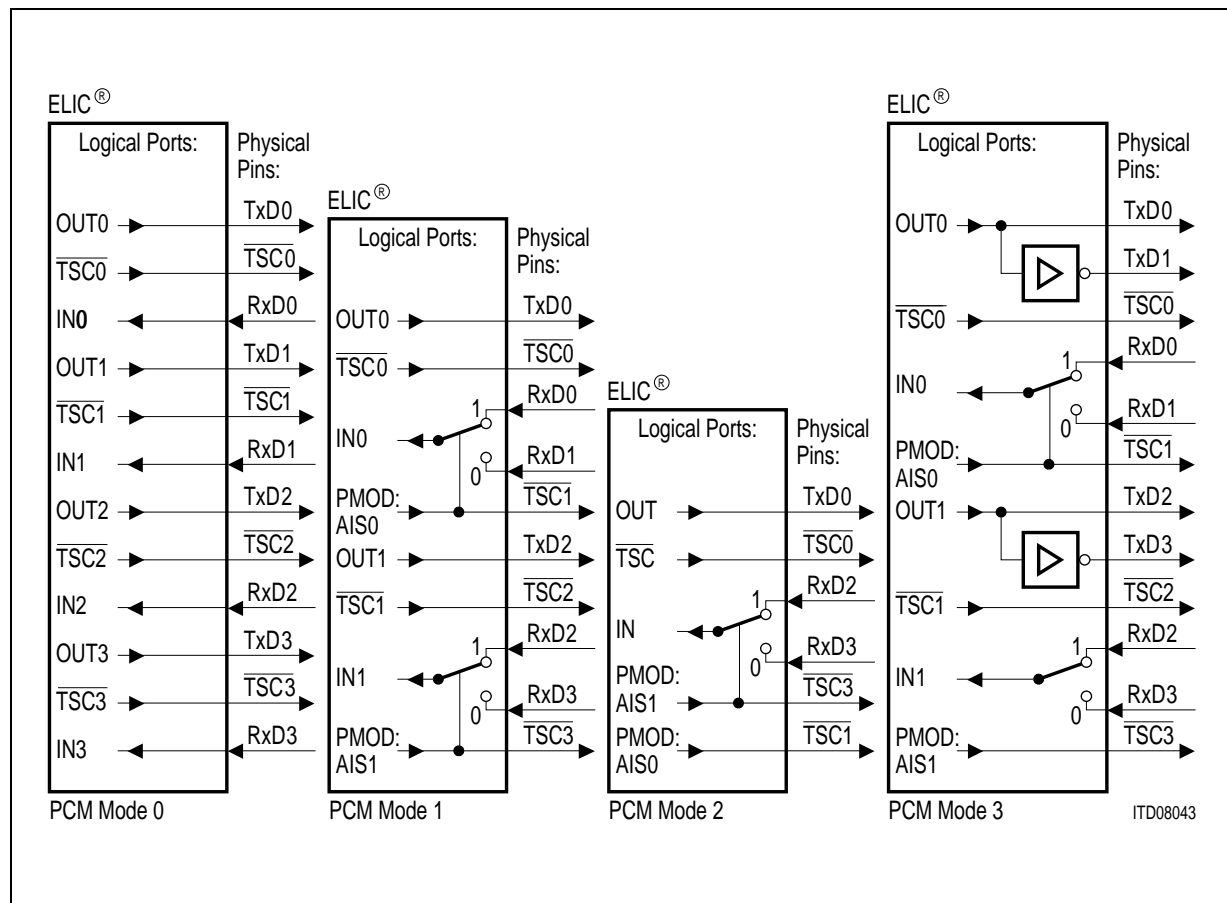 ELIC®
Logical Ports:
Physical
Pins:
OUT0
TxD0
TSC0
TSC0
IN0
RxD0
OUT1
TxD1
TSC1
TSC1
IN1
RxD1
OUT2
TxD2
TSC2
TSC2
IN2
RxD2
OUT3
TxD3
TSC3
TSC3
IN3
RxD3
PCM Mode 0
ELIC®
Logical Ports:
Physical
Pins:
OUT0
TxD0
TSC0
TSC0
IN0
1
RxD0
0
RxD1
PMOD:
AIS0
TSC1
OUT1
TxD2
TSC1
TSC2
IN1
1
RxD2
0
RxD3
PMOD:
AIS1
TSC3
PCM Mode 1
ELIC®
Logical Ports:
Physical
Pins:
OUT
TxD0
TSC
TSC0
IN
1
RxD2
0
RxD3
PMOD:
AIS1
TSC3
PMOD:
AIS0
TSC1
PCM Mode 2
ELIC®
Logical Ports:
Physical
Pins:
OUT0
TxD0
TxD1
TSC0
TSC0
IN0
1
RxD0
0
RxD1
PMOD:
AIS0
TSC1
OUT1
TxD2
TxD3
TSC1
TSC2
IN1
1
RxD2
0
RxD3
PMOD:
AIS1
TSC3
PCM Mode 3
ITD08043